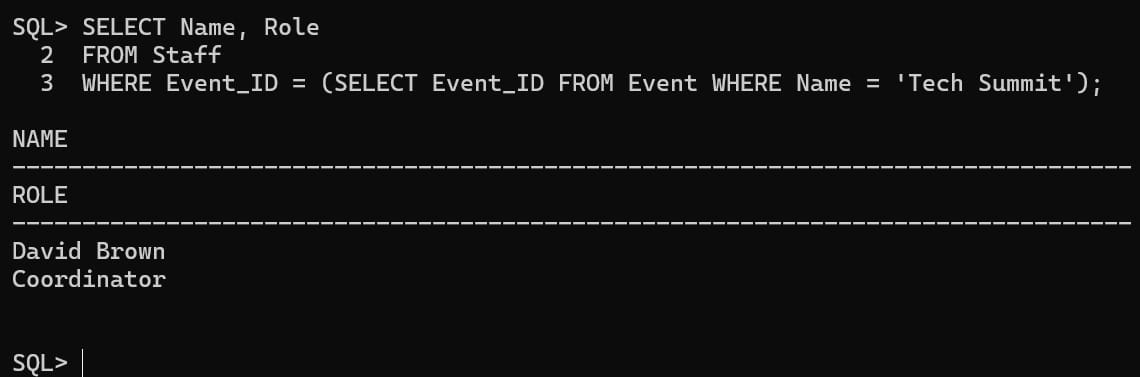 SQL> SELECT Name, Role
  2  FROM Staff
  3  WHERE Event_ID = (SELECT Event_ID FROM Event WHERE Name = 'Tech Summit');

NAME
--------------------------------------------------------------------------------
ROLE
--------------------------------------------------------------------------------
David Brown
Coordinator


SQL>